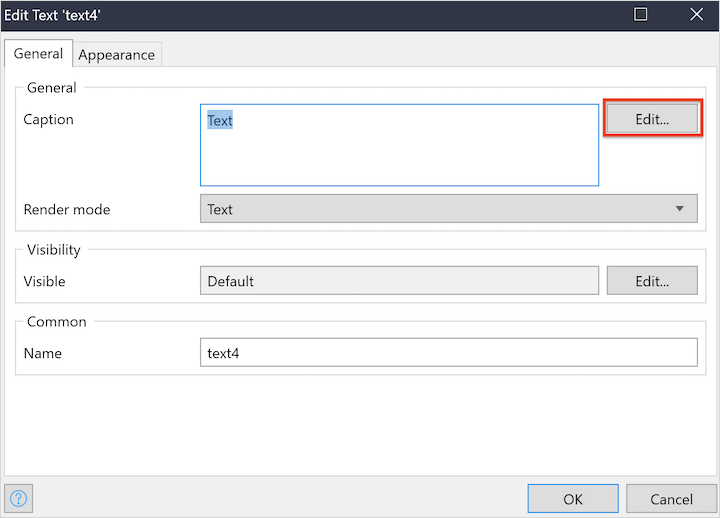 Edit Text 'text4'
General
Appearance
General
Caption
Text
Edit...
Render mode
Text
Visibility
Visible
Default
Edit...
Common
Name
text4
?
OK
Cancel